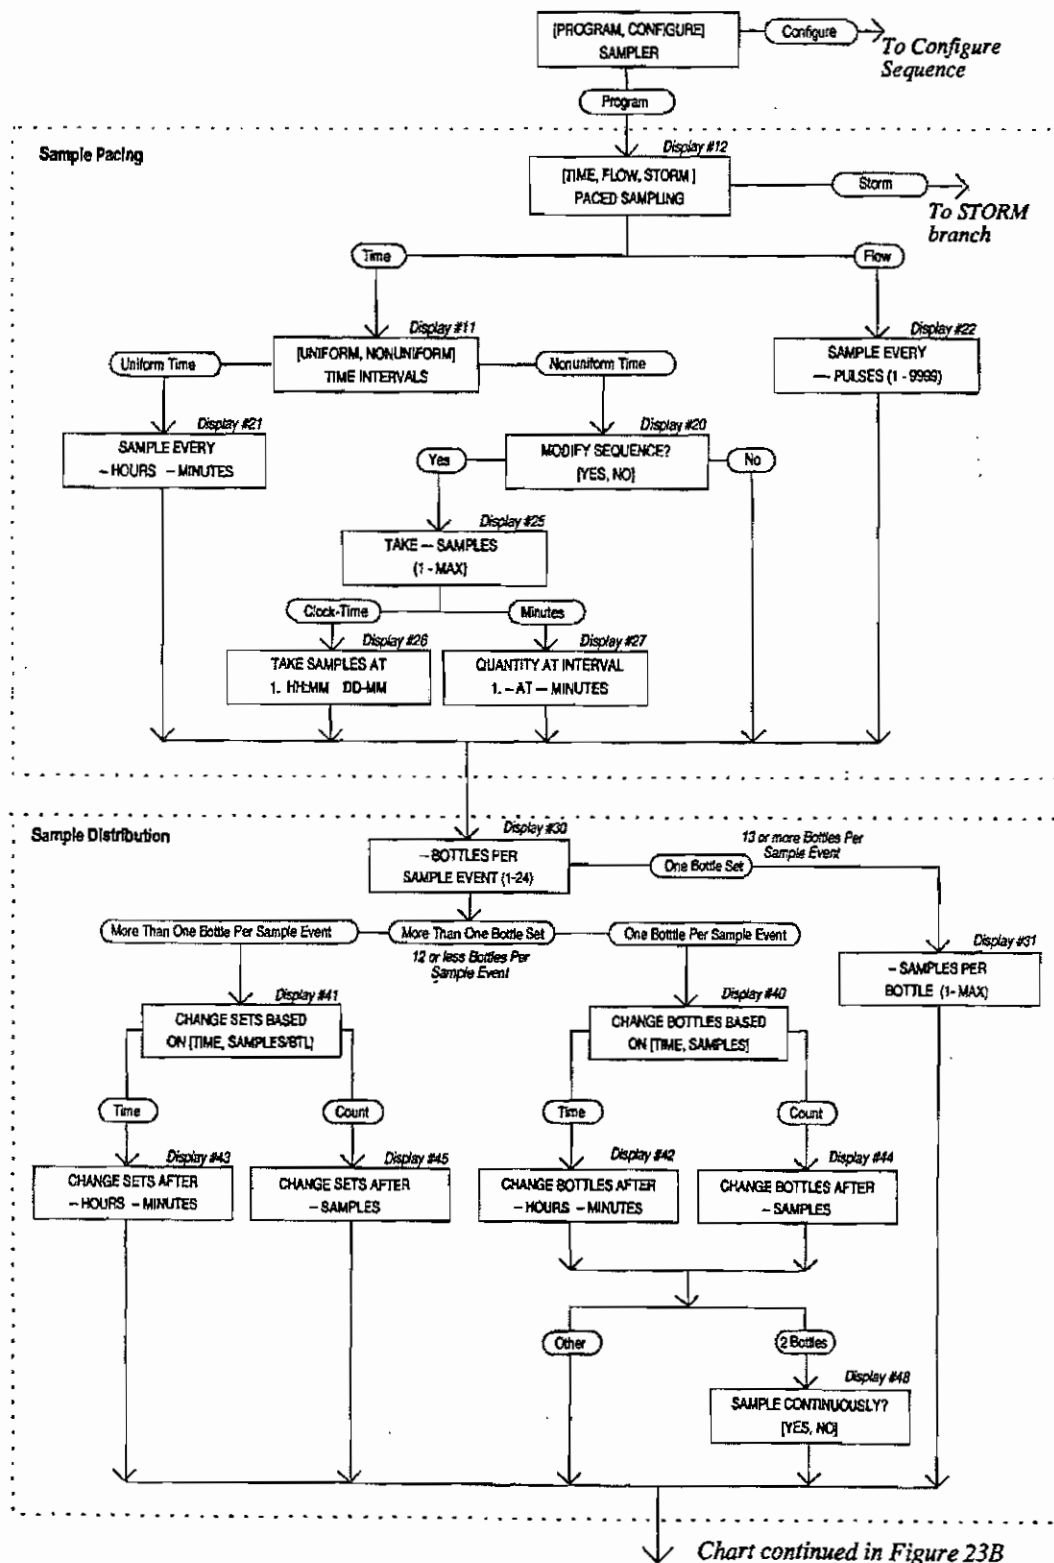 [PROGRAM, CONFIGURE]
SAMPLER
Configure
To Configure
Sequence
Program
Sample Pacing
Display #12
[TIME, FLOW, STORM ]
PACED SAMPLING
Storm
To STORM
branch
Time
Flow
Display #11
[UNIFORM, NONUNIFORM]
TIME INTERVALS
Uniform Time
Nonuniform Time
Display #22
SAMPLE EVERY
— PULSES (1 - 9999)
Display #21
SAMPLE EVERY
– HOURS – MINUTES
Display #20
MODIFY SEQUENCE?
[YES, NO]
Yes
No
Display #25
TAKE — SAMPLES
(1 - MAX)
Clock-Time
Minutes
Display #26
TAKE SAMPLES AT
1. HH:MM DD-MM
Display #27
QUANTITY AT INTERVAL
1. – AT — MINUTES
Sample Distribution
Display #30
– BOTTLES PER
SAMPLE EVENT (1-24)
13 or more Bottles Per
Sample Event
One Bottle Set
More Than One Bottle Per Sample Event
More Than One Bottle Set
One Bottle Per Sample Event
12 or less Bottles Per
Sample Event
Display #31
– SAMPLES PER
BOTTLE (1- MAX)
Display #41
CHANGE SETS BASED
ON [TIME, SAMPLES/BTL]
Display #40
CHANGE BOTTLES BASED
ON [TIME, SAMPLES]
Time
Count
Time
Count
Display #43
CHANGE SETS AFTER
– HOURS – MINUTES
Display #45
CHANGE SETS AFTER
– SAMPLES
Display #42
CHANGE BOTTLES AFTER
– HOURS – MINUTES
Display #44
CHANGE BOTTLES AFTER
– SAMPLES
Other
2 Bottles
Display #48
SAMPLE CONTINUOUSLY?
[YES, NO]
Chart continued in Figure 23B